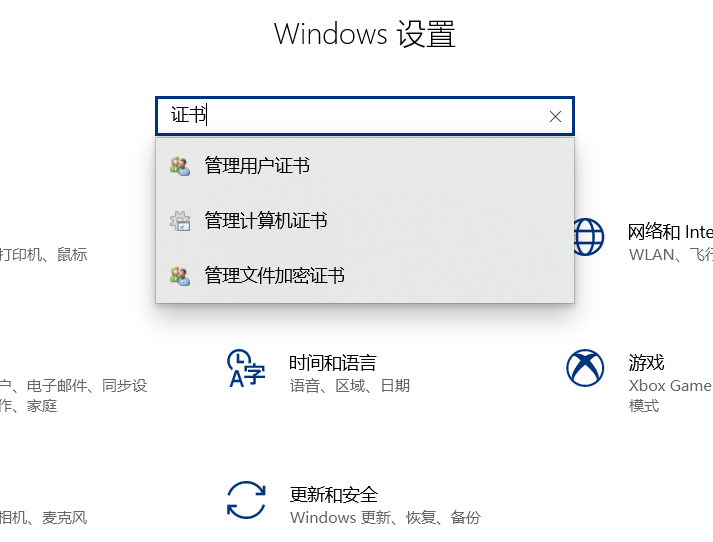 Windows 设置
证书
管理用户证书
管理计算机证书
管理文件加密证书
打印机、鼠标
网络和 Inte
WLAN、飞行
户、电子邮件、同步设
作、家庭
时间和语言
语音、区域、日期
游戏
Xbox Game
模式
相机、麦克风
更新和安全
Windows 更新、恢复、备份